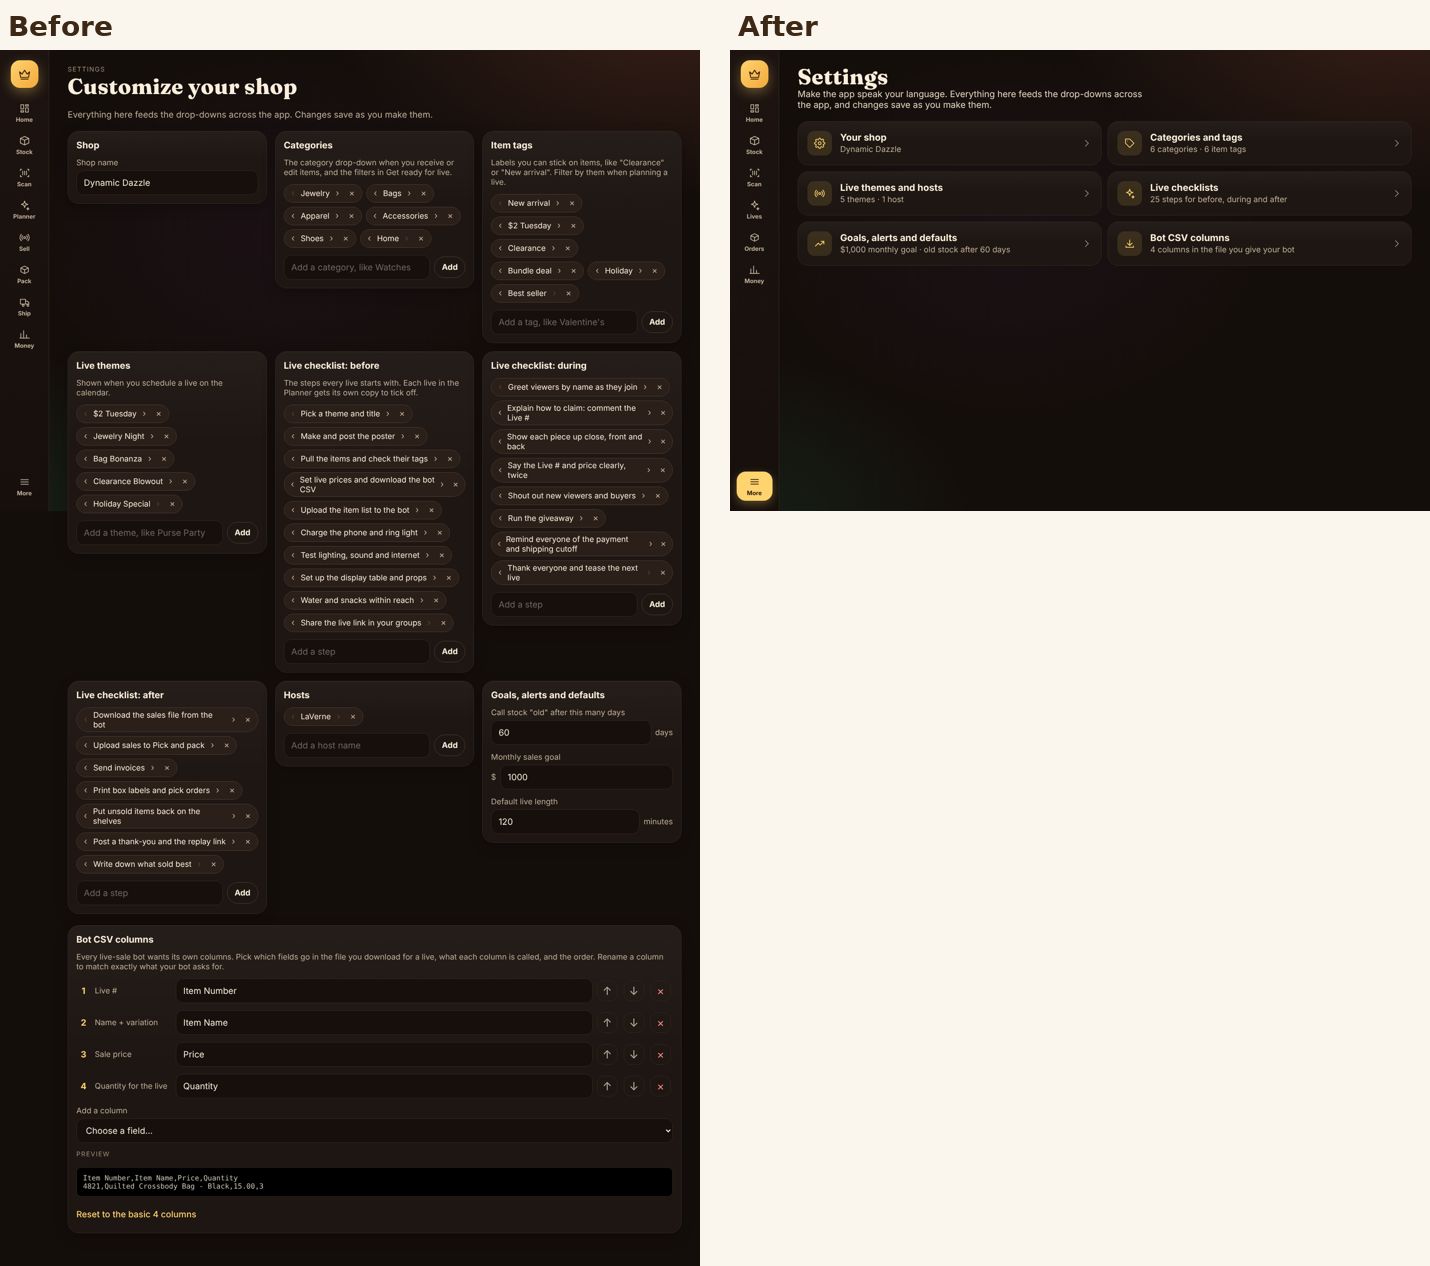 Before
Home
Stock
Scan
Planner
Sell
Pack
Ship
Money
More
SETTINGS
Customize your shop
Everything here feeds the drop-downs across the app. Changes save as you make them.
Shop
Shop name
Dynamic Dazzle
Categories
The category drop-down when you receive or
edit items, and the filters in Get ready for live.
‹ Jewelry › ×
‹ Bags › ×
‹ Apparel › ×
‹ Accessories › ×
‹ Shoes › ×
‹ Home › ×
Add a category, like Watches
Add
Item tags
Labels you can stick on items, like "Clearance"
or "New arrival". Filter by them when planning a
live.
‹ New arrival › ×
‹ $2 Tuesday › ×
‹ Clearance › ×
‹ Bundle deal › ×
‹ Holiday › ×
‹ Best seller › ×
Add a tag, like Valentine's
Add
Live themes
Shown when you schedule a live on the
calendar.
‹ $2 Tuesday › ×
‹ Jewelry Night › ×
‹ Bag Bonanza › ×
‹ Clearance Blowout › ×
‹ Holiday Special › ×
Add a theme, like Purse Party
Add
Live checklist: before
The steps every live starts with. Each live in the
Planner gets its own copy to tick off.
‹ Pick a theme and title › ×
‹ Make and post the poster › ×
‹ Pull the items and check their tags › ×
‹ Set live prices and download the bot
CSV › ×
‹ Upload the item list to the bot › ×
‹ Charge the phone and ring light › ×
‹ Test lighting, sound and internet › ×
‹ Set up the display table and props › ×
‹ Water and snacks within reach › ×
‹ Share the live link in your groups › ×
Add a step
Add
Live checklist: during
‹ Greet viewers by name as they join › ×
‹ Explain how to claim: comment the
Live # › ×
‹ Show each piece up close, front and
back › ×
‹ Say the Live # and price clearly,
twice › ×
‹ Shout out new viewers and buyers › ×
‹ Run the giveaway › ×
‹ Remind everyone of the payment
and shipping cutoff › ×
‹ Thank everyone and tease the next
live › ×
Add a step
Add
Live checklist: after
‹ Download the sales file from the
bot › ×
‹ Upload sales to Pick and pack › ×
‹ Send invoices › ×
‹ Print box labels and pick orders › ×
‹ Put unsold items back on the
shelves › ×
‹ Post a thank-you and the replay link › ×
‹ Write down what sold best › ×
Add a step
Add
Hosts
‹ LaVerne › ×
Add a host name
Add
Goals, alerts and defaults
Call stock "old" after this many days
60 days
Monthly sales goal
$ 1000
Default live length
120 minutes
Bot CSV columns
Every live-sale bot wants its own columns. Pick which fields go in the file you download for a live, what each column is called, and the order. Rename a column
to match exactly what your bot asks for.
1 Live # Item Number ↑ ↓ ×
2 Name + variation Item Name ↑ ↓ ×
3 Sale price Price ↑ ↓ ×
4 Quantity for the live Quantity ↑ ↓ ×
Add a column
Choose a field...
PREVIEW
Item Number,Item Name,Price,Quantity
4821,Quilted Crossbody Bag - Black,15.00,3
Reset to the basic 4 columns
After
Home
Stock
Scan
Lives
Orders
Money
More
Settings
Make the app speak your language. Everything here feeds the drop-downs across
the app, and changes save as you make them.
Your shop
Dynamic Dazzle
Categories and tags
6 categories · 6 item tags
Live themes and hosts
5 themes · 1 host
Live checklists
25 steps for before, during and after
Goals, alerts and defaults
$1,000 monthly goal · old stock after 60 days
Bot CSV columns
4 columns in the file you give your bot